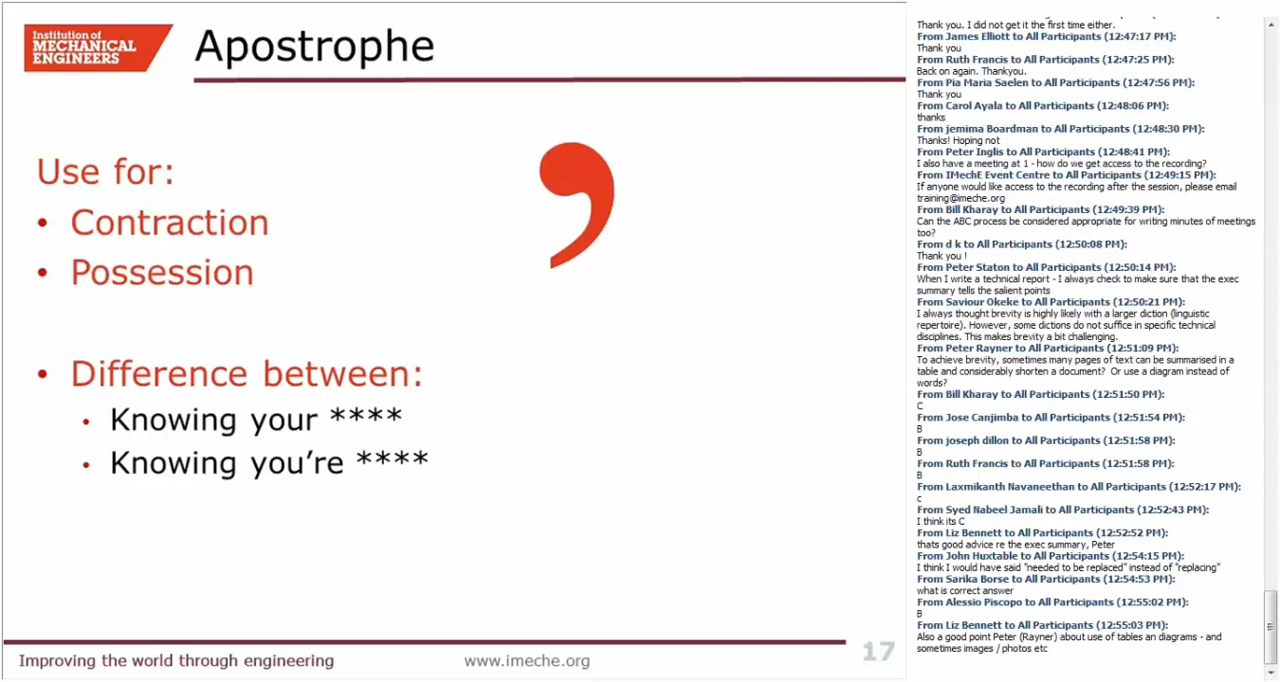 Institution of
MECHANICAL
ENGINEERS
Apostrophe
Use for:
• Contraction
• Possession
• Difference between:
• Knowing your ****
• Knowing you’re ****
Improving the world through engineering
www.imeche.org
17
Thank you. I did not get it the first time either.
From James Elliott to All Participants (12:47:17 PM):
Thank you
From Ruth Francis to All Participants (12:47:25 PM):
Back on again. Thankyou.
From Pia Maria Saelen to All Participants (12:47:56 PM):
Thank you
From Carol Ayala to All Participants (12:48:06 PM):
thanks
From jemima Boardman to All Participants (12:48:30 PM):
Thanks! Hoping not
From Peter Inglis to All Participants (12:48:41 PM):
I also have a meeting at 1 - how do we get access to the recording?
From IMechE Event Centre to All Participants (12:49:15 PM):
If anyone would like access to the recording after the session, please email
training@imeche.org
From Bill Kharay to All Participants (12:49:39 PM):
Can the ABC process be considered appropriate for writing minutes of meetings
too?
From d k to All Participants (12:50:08 PM):
Thank you !
From Peter Staton to All Participants (12:50:14 PM):
When I write a technical report - I always check to make sure that the exec
summary tells the salient points
From Saviour Okeke to All Participants (12:50:21 PM):
I always thought brevity is highly likely with a larger diction (linguistic
repertoire). However, some dictions do not suffice in specific technical
disciplines. This makes brevity a bit challenging.
From Peter Rayner to All Participants (12:51:09 PM):
To achieve brevity, sometimes many pages of text can be summarised in a
table and considerably shorten a document? Or use a diagram instead of
words?
From Bill Kharay to All Participants (12:51:50 PM):
C
From Jose Canjimba to All Participants (12:51:54 PM):
B
From joseph dillon to All Participants (12:51:58 PM):
B
From Ruth Francis to All Participants (12:51:58 PM):
B
From Laxmikanth Navaneethan to All Participants (12:52:17 PM):
c
From Syed Nabeel Jamali to All Participants (12:52:43 PM):
I think its C
From Liz Bennett to All Participants (12:52:52 PM):
thats good advice re the exec summary, Peter
From John Huxtable to All Participants (12:54:15 PM):
I think I would have said "needed to be replaced" instead of "replacing"
From Sarika Borse to All Participants (12:54:53 PM):
what is correct answer
From Alessio Piscopo to All Participants (12:55:02 PM):
B
From Liz Bennett to All Participants (12:55:03 PM):
Also a good point Peter (Rayner) about use of tables an diagrams - and
sometimes images / photos etc